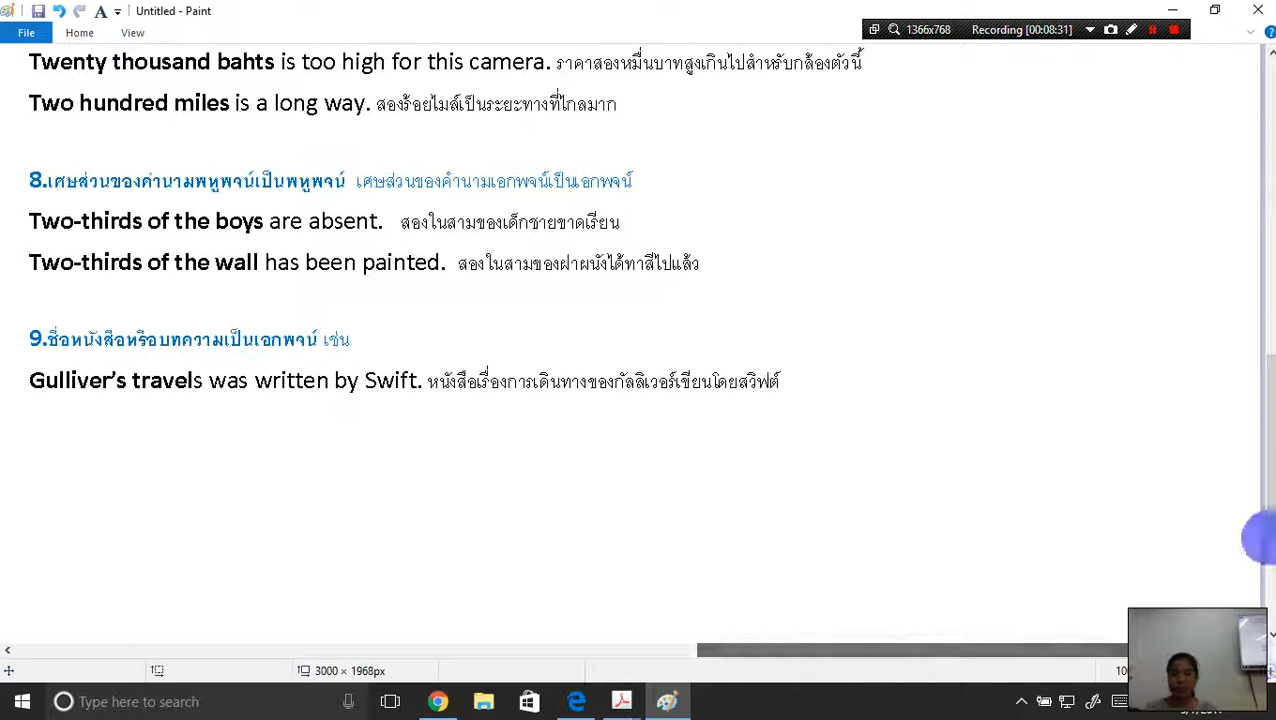 Untitled - Paint
File Home View
1366x768 Recording [00:08:31]
Twenty thousand bahts is too high for this camera. ราคาสองหมื่นบาทสูงเกินไปสำหรับกล้องตัวนี้
Two hundred miles is a long way. สองร้อยไมล์เป็นระยะทางที่ไกลมาก
8.เศษส่วนของคำนามพหูพจน์เป็นพหูพจน์ เศษส่วนของคำนามเอกพจน์เป็นเอกพจน์
Two-thirds of the boys are absent. สองในสามของเด็กชายขาดเรียน
Two-thirds of the wall has been painted. สองในสามของฝาผนังได้ทาสีไปแล้ว
9.ชื่อหนังสือหรือบทความเป็นเอกพจน์ เช่น
Gulliver's travels was written by Swift. หนังสือเรื่องการเดินทางของกัลลิเวอร์เขียนโดยสวิฟต์
3000 × 1968px
Type here to search